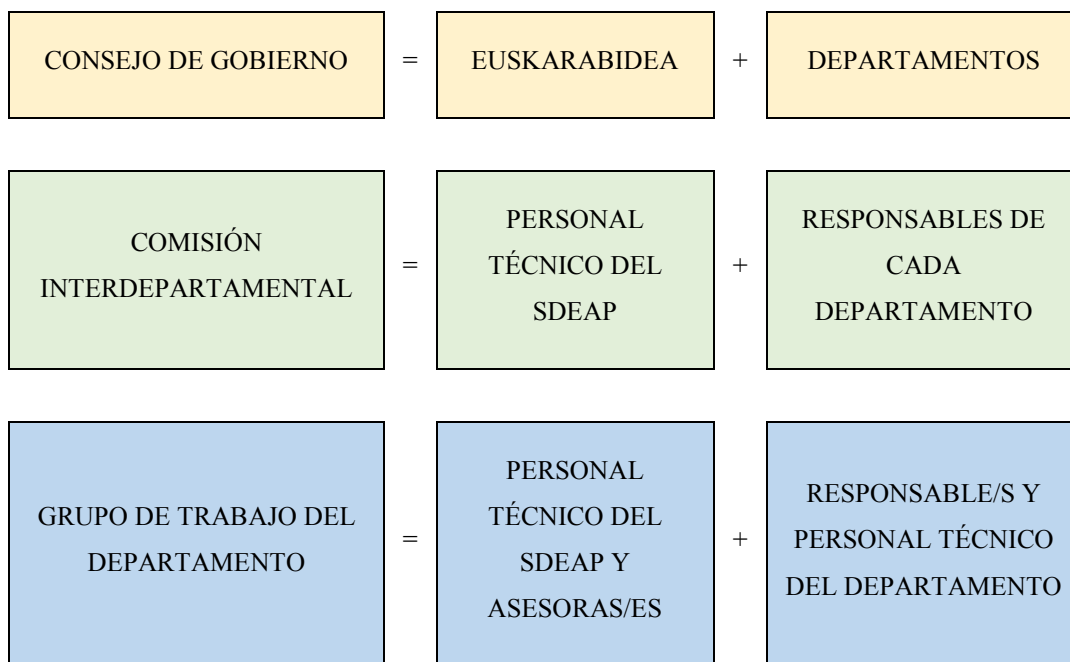 CONSEJO DE GOBIERNO = EUSKARABIDEA + DEPARTAMENTOS
COMISIÓN
INTERDEPARTAMENTAL
=
PERSONAL
TÉCNICO DEL
SDEAP
+
RESPONSABLES DE
CADA
DEPARTAMENTO
GRUPO DE TRABAJO DEL
DEPARTAMENTO
=
PERSONAL
TÉCNICO DEL
SDEAP Y
ASESORAS/ES
+
RESPONSABLE/S Y
PERSONAL TÉCNICO
DEL DEPARTAMENTO